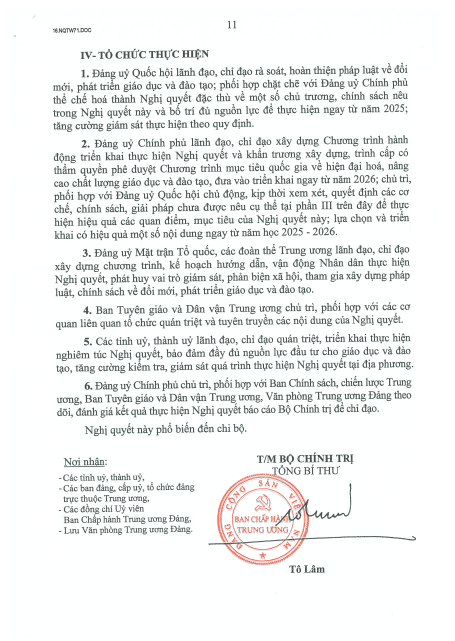 11
16.NQTW71.DOC
IV- TỔ CHỨC THỰC HIỆN
1. Đảng uỷ Quốc hội lãnh đạo, chỉ đạo rà soát, hoàn thiện pháp luật về đổi
mới, phát triển giáo dục và đào tạo; phối hợp chặt chẽ với Đảng uỷ Chính phủ
thể chế hoá thành Nghị quyết đặc thù về một số chủ trương, chính sách nêu
trong Nghị quyết này và bố trí đủ nguồn lực để thực hiện ngay từ năm 2025;
tăng cường giám sát thực hiện theo quy định.
2. Đảng uỷ Chính phủ lãnh đạo, chỉ đạo xây dựng Chương trình hành
động triển khai thực hiện Nghị quyết và khẩn trương xây dựng, trình cấp có
thẩm quyền phê duyệt Chương trình mục tiêu quốc gia về hiện đại hoá, nâng
cao chất lượng giáo dục và đào tạo, đưa vào triển khai ngay từ năm 2026; chủ trì,
phối hợp với Đảng uỷ Quốc hội chủ động, kịp thời xem xét, quyết định các cơ
chế, chính sách, giải pháp chưa được nêu cụ thể tại phần III trên đây để thực
hiện hiệu quả các quan điểm, mục tiêu của Nghị quyết này; lựa chọn và triển
khai có hiệu quả một số nội dung ngay từ năm học 2025 - 2026.
3. Đảng uỷ Mặt trận Tổ quốc, các đoàn thể Trung ương lãnh đạo, chỉ đạo
xây dựng chương trình, kế hoạch hướng dẫn, vận động Nhân dân thực hiện
Nghị quyết, phát huy vai trò giám sát, phản biện xã hội, tham gia xây dựng pháp
luật, chính sách về đổi mới, phát triển giáo dục và đào tạo.
4. Ban Tuyên giáo và Dân vận Trung ương chủ trì, phối hợp với các cơ
quan liên quan tổ chức quán triệt và tuyên truyền các nội dung của Nghị quyết.
5. Các tỉnh uỷ, thành uỷ lãnh đạo, chỉ đạo quán triệt, triển khai thực hiện
nghiêm túc Nghị quyết, bảo đảm đầy đủ nguồn lực đầu tư cho giáo dục và đào
tạo, tăng cường kiểm tra, giám sát quá trình thực hiện Nghị quyết tại địa phương.
6. Đảng uỷ Chính phủ chủ trì, phối hợp với Ban Chính sách, chiến lược Trung
ương, Ban Tuyên giáo và Dân vận Trung ương, Văn phòng Trung ương Đảng theo
dõi, đánh giá kết quả thực hiện Nghị quyết báo cáo Bộ Chính trị để chỉ đạo.
Nghị quyết này phổ biến đến chi bộ.
Nơi nhận:
- Các tỉnh uỷ, thành uỷ,
- Các ban đảng, cấp uỷ, tổ chức đảng
trực thuộc Trung ương,
- Các đồng chí Uỷ viên
Ban Chấp hành Trung ương Đảng,
- Lưu Văn phòng Trung ương Đảng.
T/M BỘ CHÍNH TRỊ
TỔNG BÍ THƯ
ĐẢNG CỘNG SẢN VIỆT NAM
BAN CHẤP HÀNH
TRUNG ƯƠNG
Tô Lâm